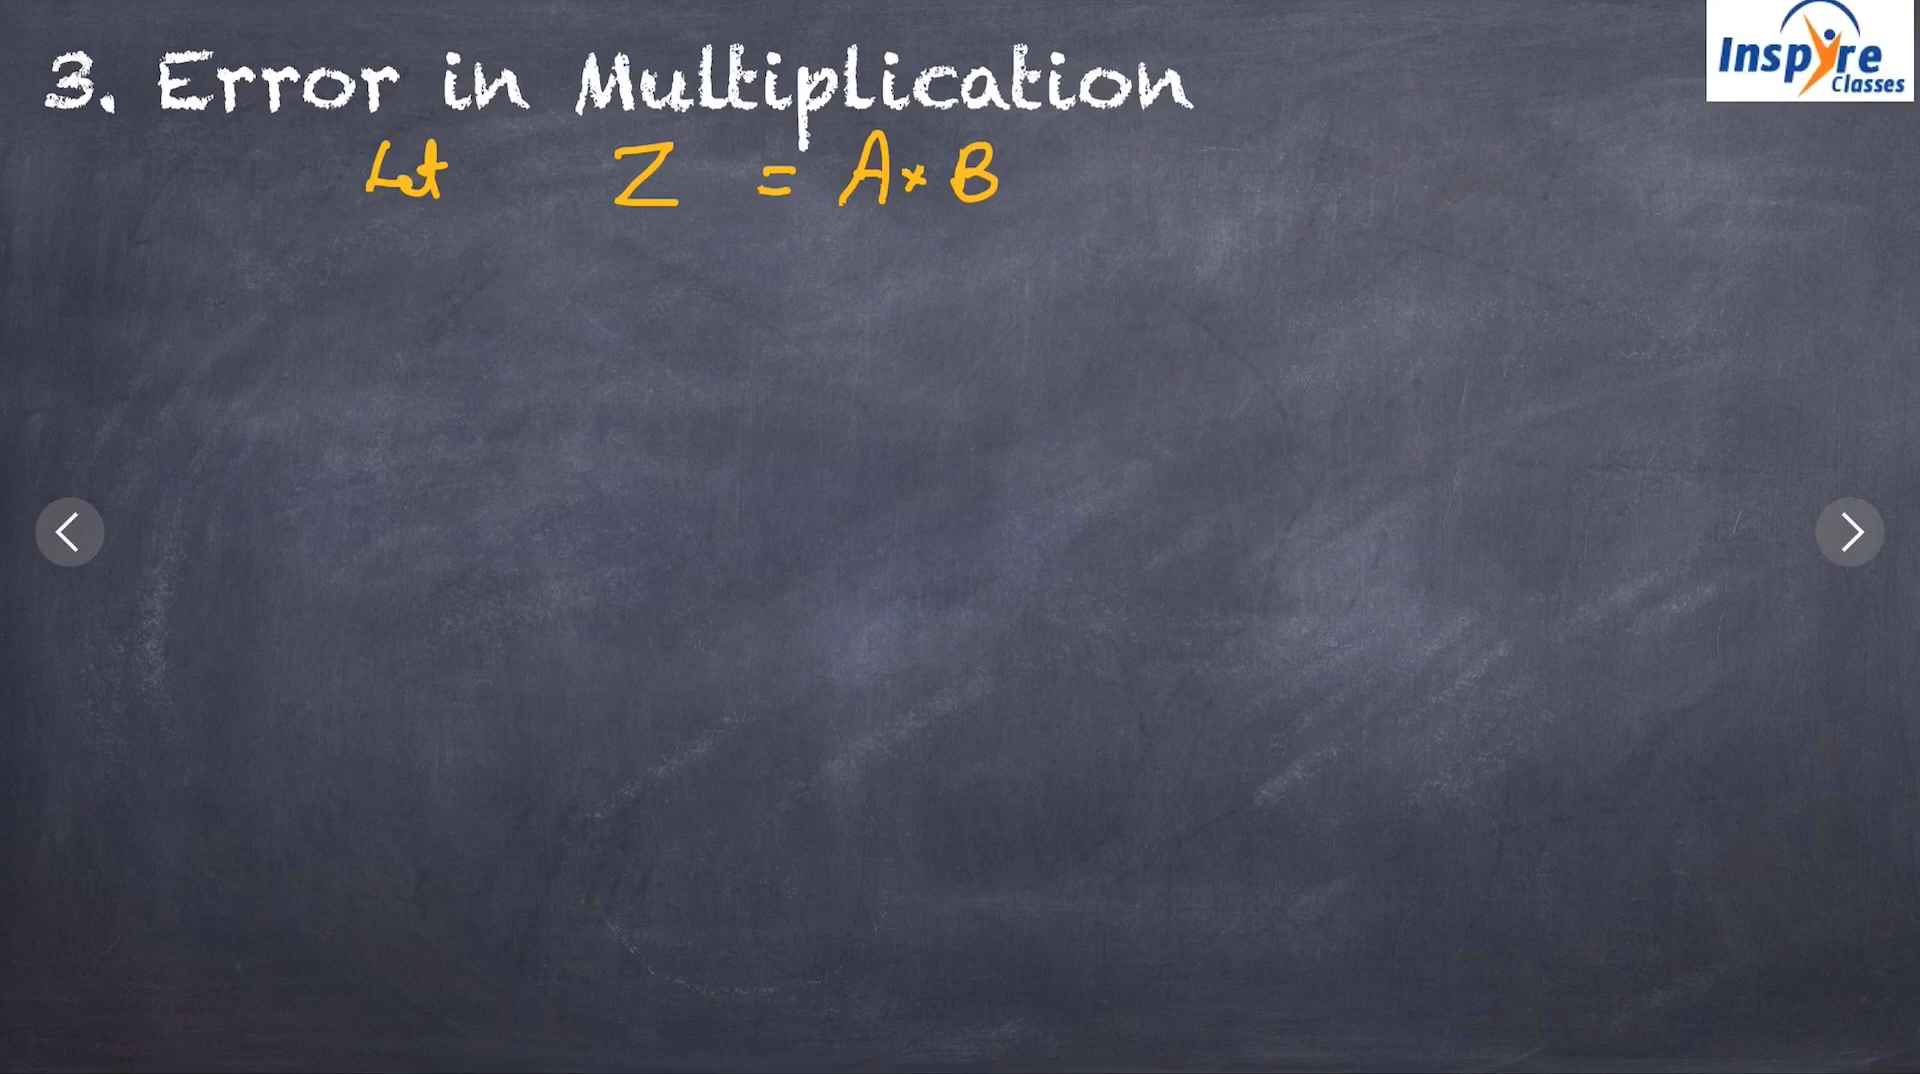 Inspyre
Classes
3. Error in Multiplication
Let Z = A × B